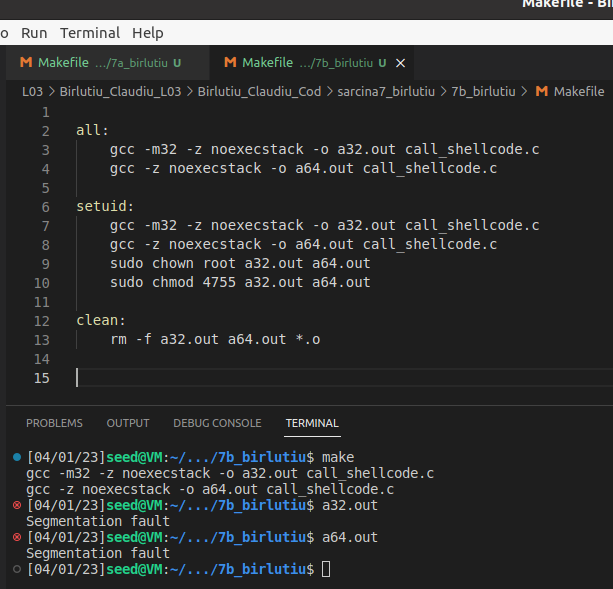 Makefile - Bi
o Run Terminal Help
M Makefile .../7a_birlutiu U M Makefile .../7b_birlutiu U ×
L03 > Birlutiu_Claudiu_L03 > Birlutiu_Claudiu_Cod > sarcina7_birlutiu > 7b_birlutiu > M Makefile
1
2 all:
3 gcc -m32 -z noexecstack -o a32.out call_shellcode.c
4 gcc -z noexecstack -o a64.out call_shellcode.c
5
6 setuid:
7 gcc -m32 -z noexecstack -o a32.out call_shellcode.c
8 gcc -z noexecstack -o a64.out call_shellcode.c
9 sudo chown root a32.out a64.out
10 sudo chmod 4755 a32.out a64.out
11
12 clean:
13 rm -f a32.out a64.out *.o
14
15
PROBLEMS OUTPUT DEBUG CONSOLE TERMINAL
[04/01/23]seed@VM:~/.../7b_birlutiu$ make
gcc -m32 -z noexecstack -o a32.out call_shellcode.c
gcc -z noexecstack -o a64.out call_shellcode.c
[04/01/23]seed@VM:~/.../7b_birlutiu$ a32.out
Segmentation fault
[04/01/23]seed@VM:~/.../7b_birlutiu$ a64.out
Segmentation fault
[04/01/23]seed@VM:~/.../7b_birlutiu$